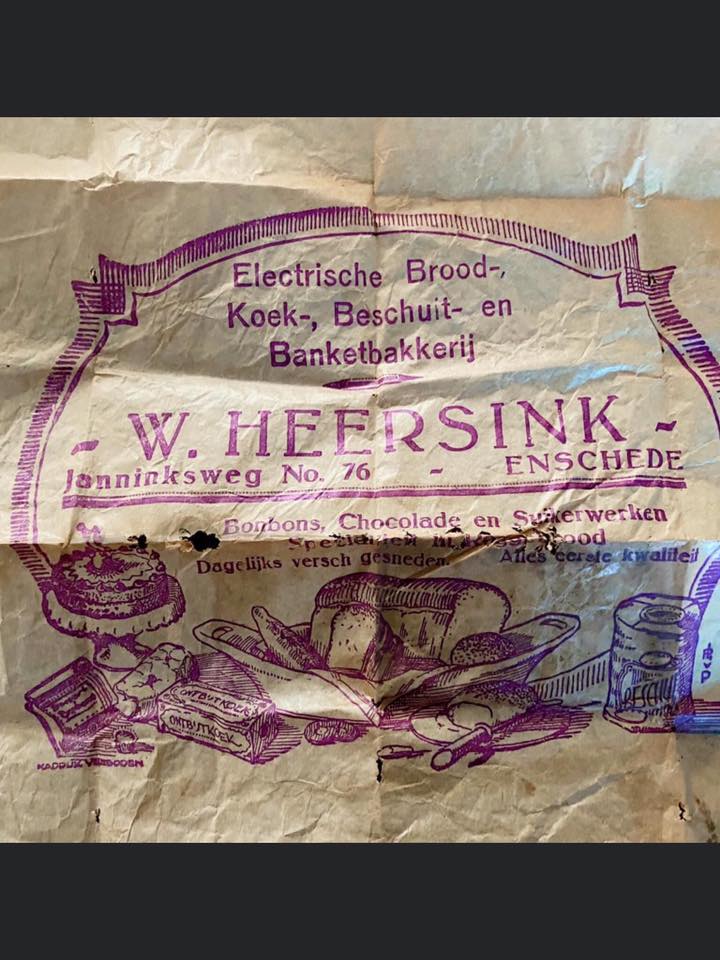 Electrische Brood-,
Koek-, Beschuit- en
Banketbakkerij
~ W. HEERSINK ~
Janninksweg No. 76 - ENSCHEDE
Bonbons, Chocolade en Suikerwerken
Dagelijks versch gesneden. Alles eerste kwaliteit
ONTBIJTKOEK
ONTBIJTKOEK